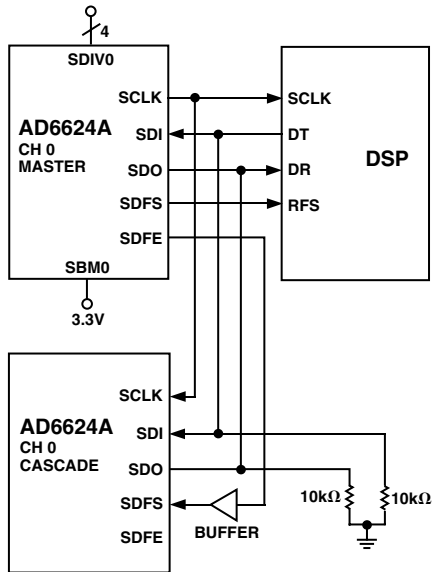 4
SDIV0
AD6624A
CH 0
MASTER
SCLK
SDI
SDO
SDFS
SDFE
SBM0
3.3V
SCLK
DT
DR
RFS
DSP
AD6624A
CH 0
CASCADE
SCLK
SDI
SDO
SDFS
SDFE
BUFFER
10kΩ
10kΩ